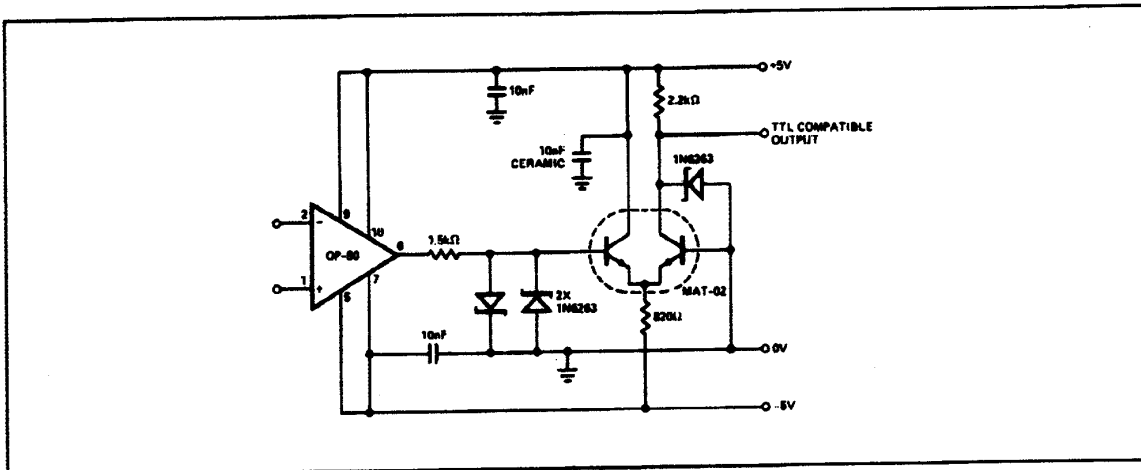 +5V
10nF
2.2kΩ
TTL COMPATIBLE
OUTPUT
10nF
CERAMIC
1N6263
2
9
10
1.5kΩ
6
OP-80
7
1
5
2X
1N6263
MAT-02
820Ω
10nF
0V
-5V